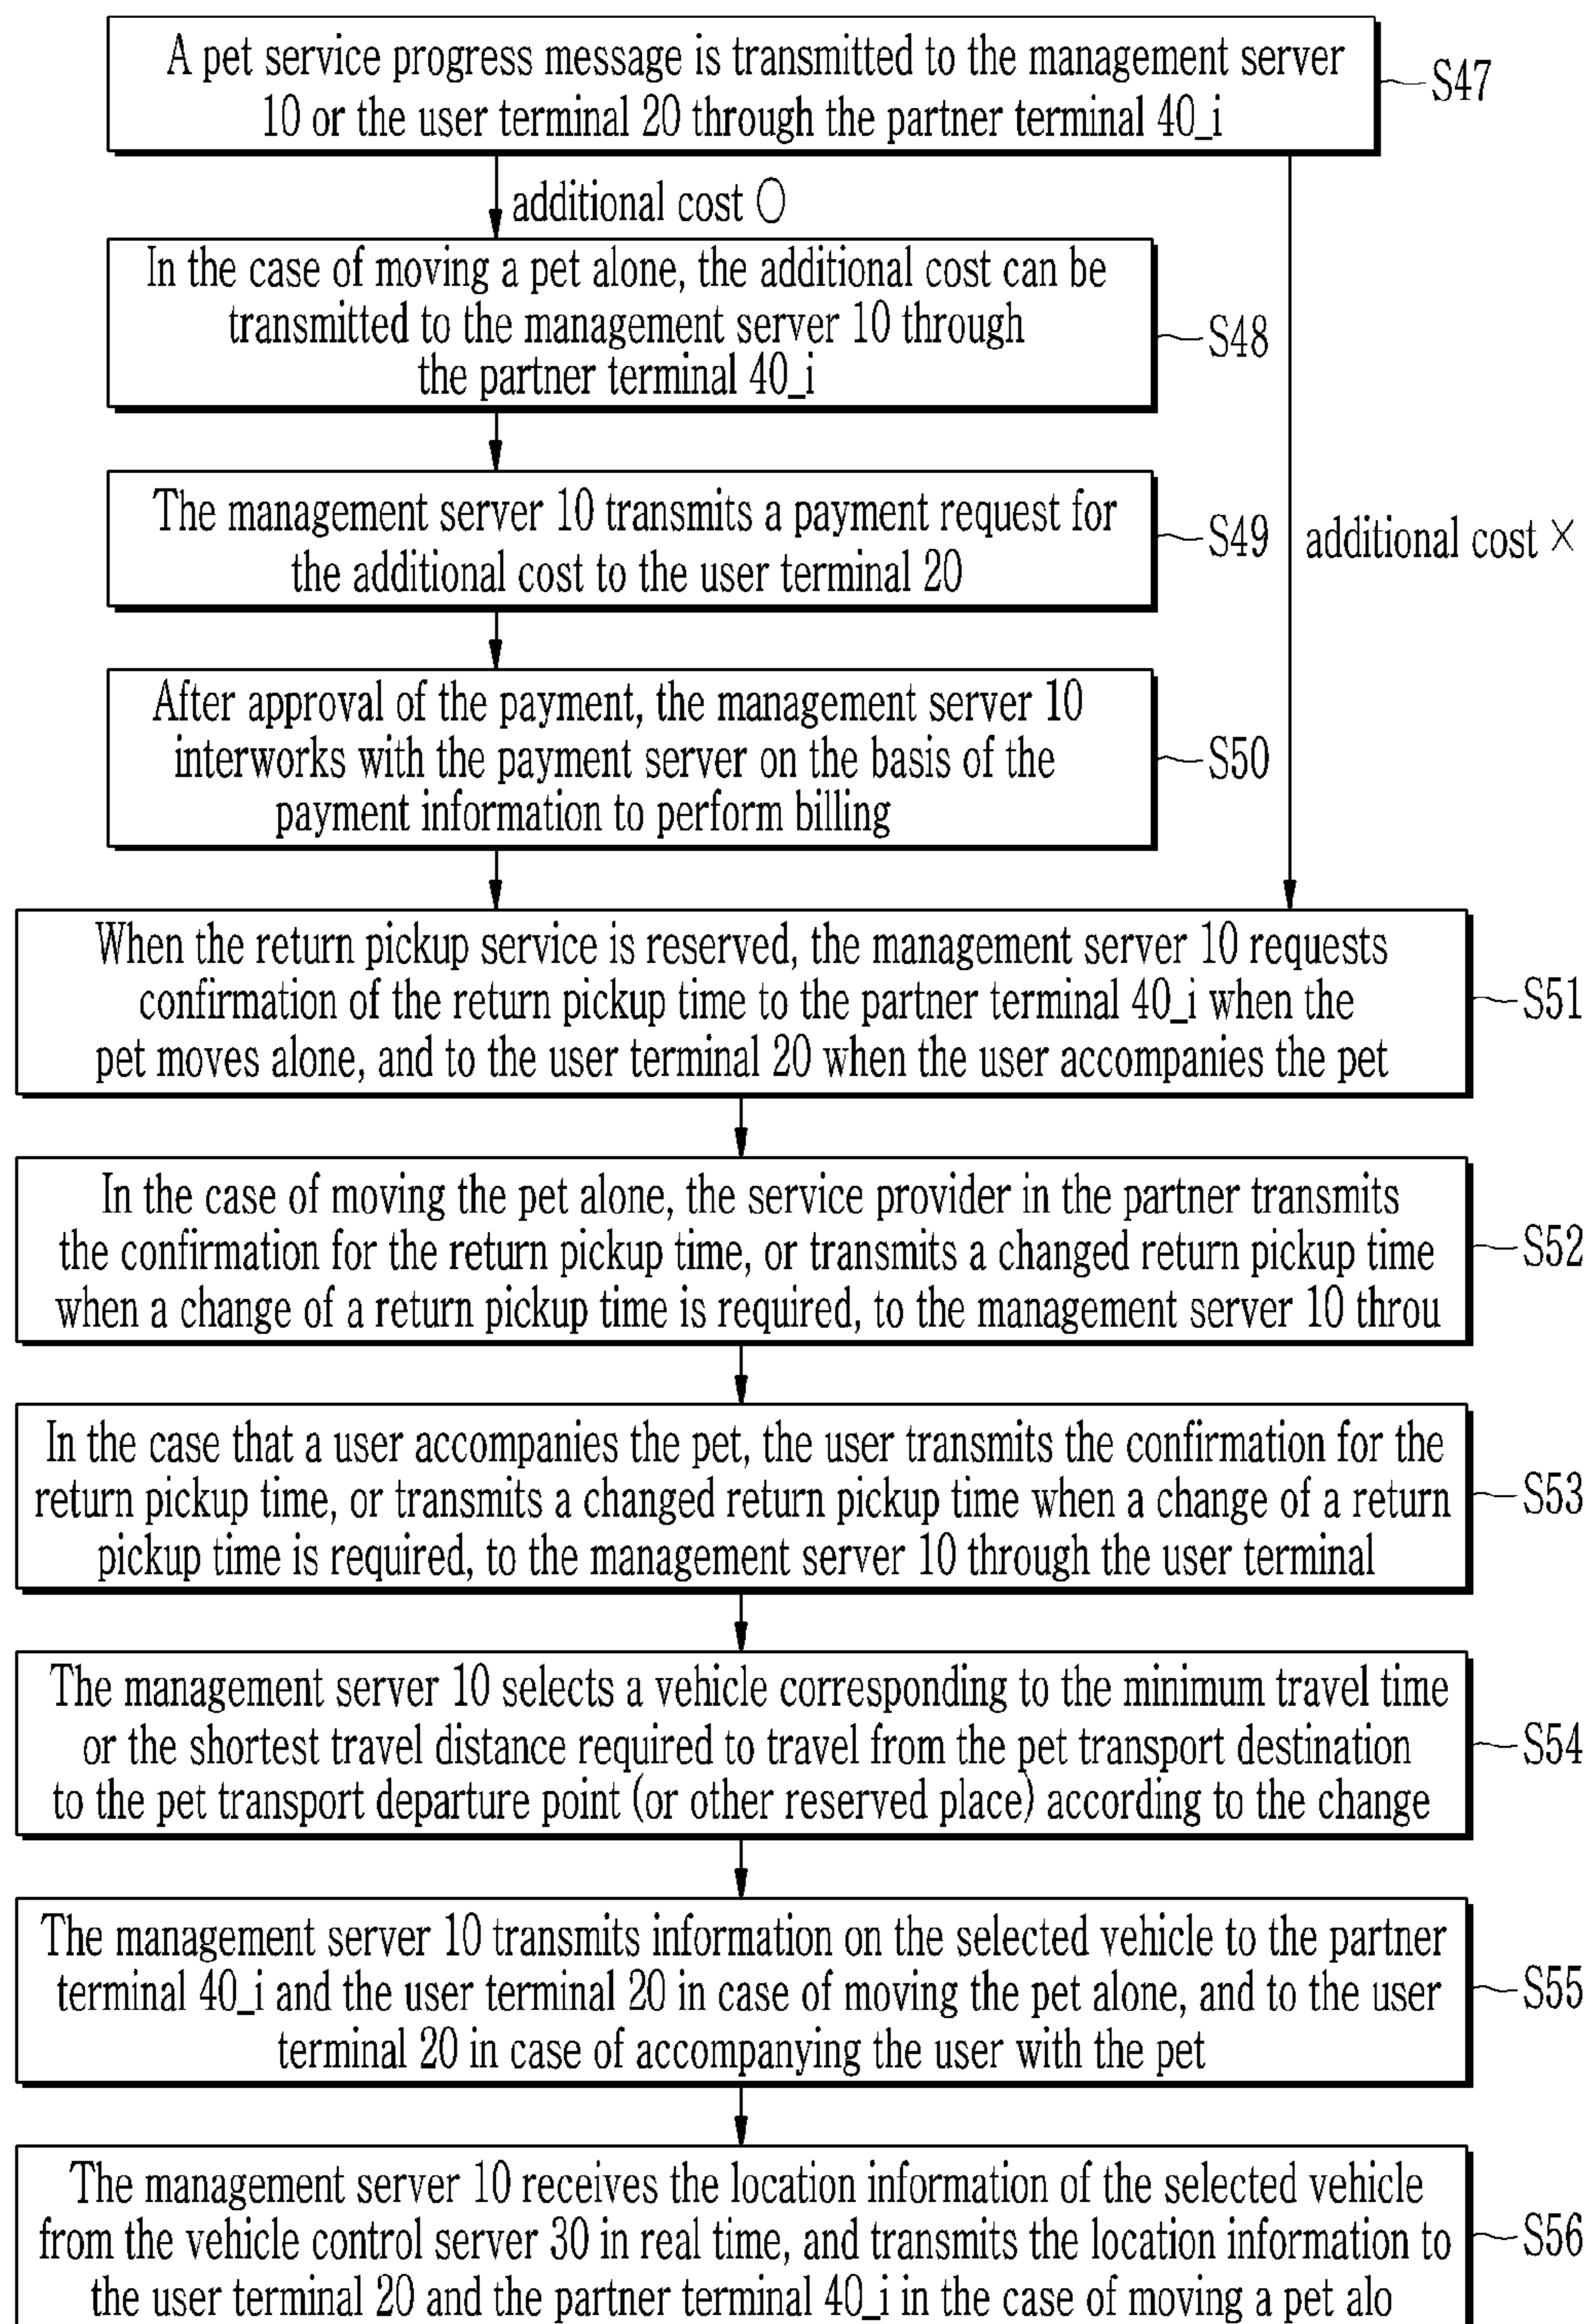 A pet service progress message is transmitted to the management server
10 or the user terminal 20 through the partner terminal 40_i
S47
additional cost ○
In the case of moving a pet alone, the additional cost can be
transmitted to the management server 10 through
the partner terminal 40_i
S48
The management server 10 transmits a payment request for
the additional cost to the user terminal 20
S49
additional cost ×
After approval of the payment, the management server 10
interworks with the payment server on the basis of the
payment information to perform billing
S50
When the return pickup service is reserved, the management server 10 requests
confirmation of the return pickup time to the partner terminal 40_i when the
pet moves alone, and to the user terminal 20 when the user accompanies the pet
S51
In the case of moving the pet alone, the service provider in the partner transmits
the confirmation for the return pickup time, or transmits a changed return pickup time
when a change of a return pickup time is required, to the management server 10 throu
S52
In the case that a user accompanies the pet, the user transmits the confirmation for the
return pickup time, or transmits a changed return pickup time when a change of a return
pickup time is required, to the management server 10 through the user terminal
S53
The management server 10 selects a vehicle corresponding to the minimum travel time
or the shortest travel distance required to travel from the pet transport destination
to the pet transport departure point (or other reserved place) according to the change
S54
The management server 10 transmits information on the selected vehicle to the partner
terminal 40_i and the user terminal 20 in case of moving the pet alone, and to the user
terminal 20 in case of accompanying the user with the pet
S55
The management server 10 receives the location information of the selected vehicle
from the vehicle control server 30 in real time, and transmits the location information to
the user terminal 20 and the partner terminal 40_i in the case of moving a pet alo
S56